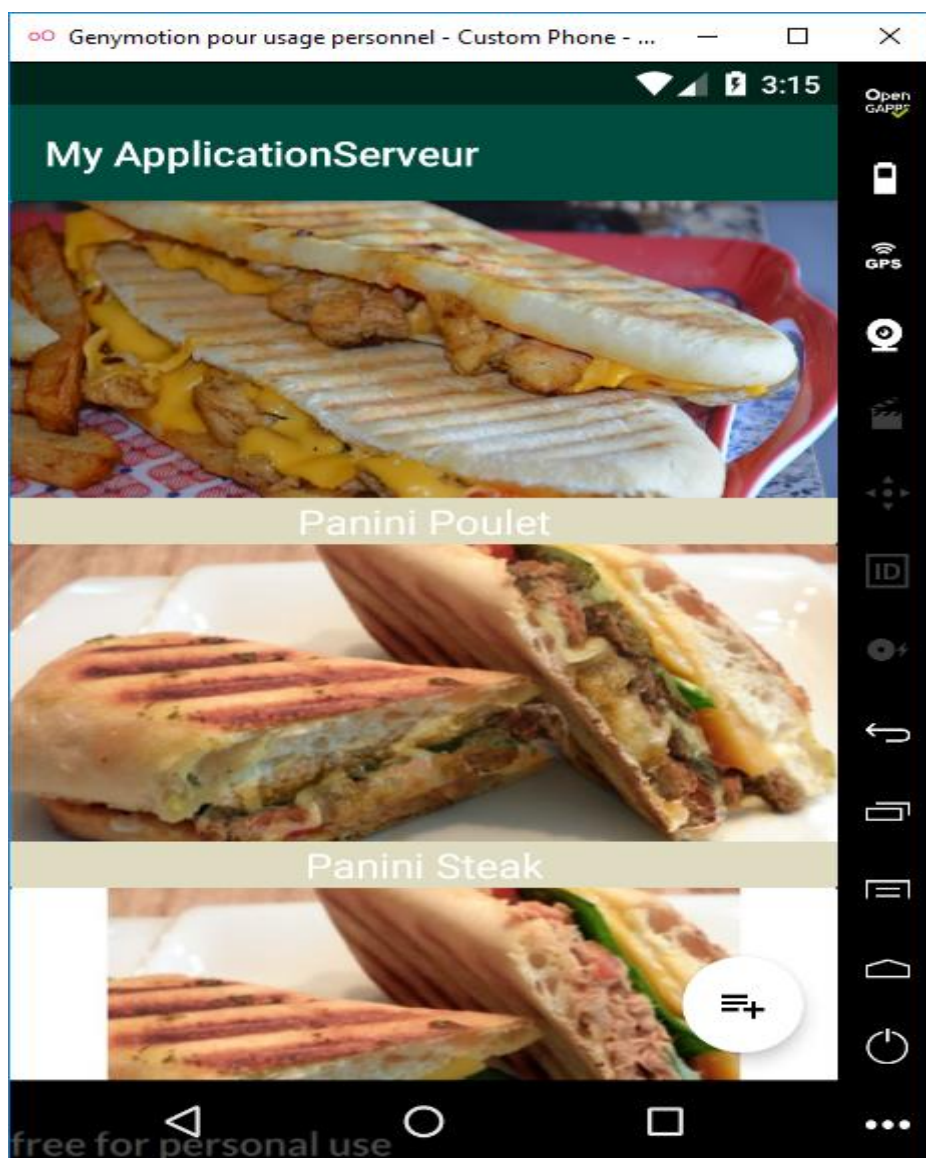 Genymotion pour usage personnel - Custom Phone - ...
3:15
Open
GAPPS
My ApplicationServeur
GPS
Panini Poulet
ID
Panini Steak
free for personal use